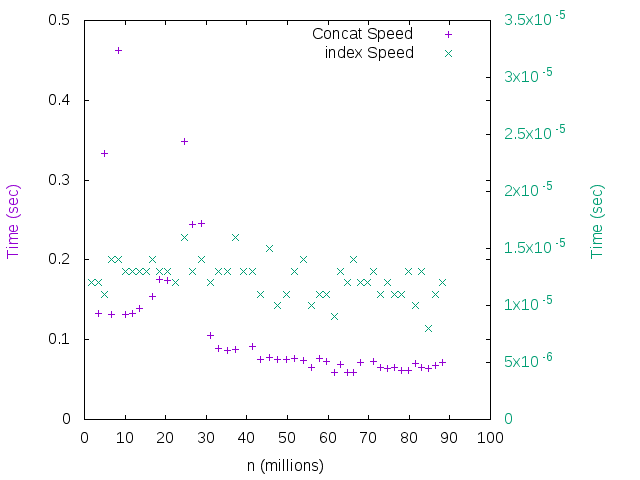 Concat Speed
index Speed
0.5
0.4
0.3
0.2
0.1
0
Time (sec)
3.5x10^-5
3x10^-5
2.5x10^-5
2x10^-5
1.5x10^-5
1x10^-5
5x10^-6
0
Time (sec)
0 10 20 30 40 50 60 70 80 90 100
n (millions)